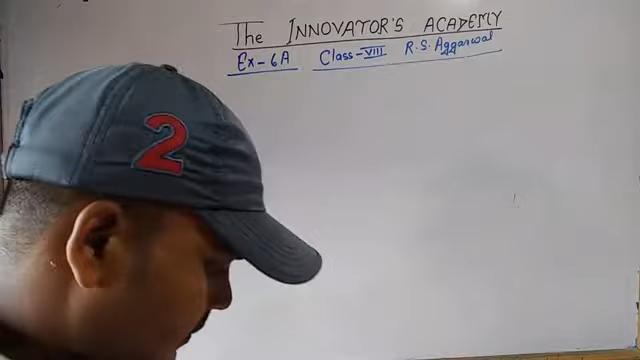 The INNOVATOR'S ACADEMY
Ex-6A Class-VIII R.S. Aggarwal
2